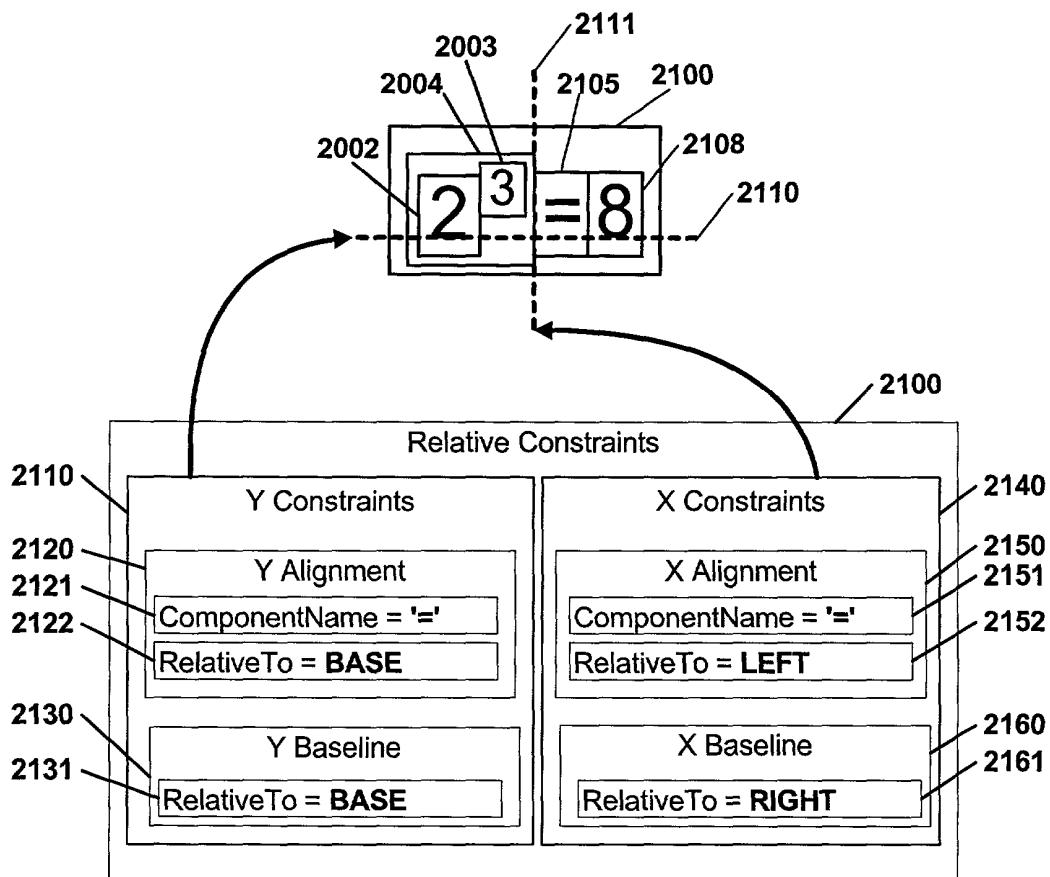 2111
2003
2004
2105
2100
2002
2108
2 3 = 8
2110
2100
Relative Constraints
2110
Y Constraints
X Constraints
2140
2120
2150
Y Alignment
X Alignment
2121
2151
ComponentName = '='
ComponentName = '='
2122
2152
RelativeTo = BASE
RelativeTo = LEFT
2130
2160
Y Baseline
X Baseline
2131
2161
RelativeTo = BASE
RelativeTo = RIGHT